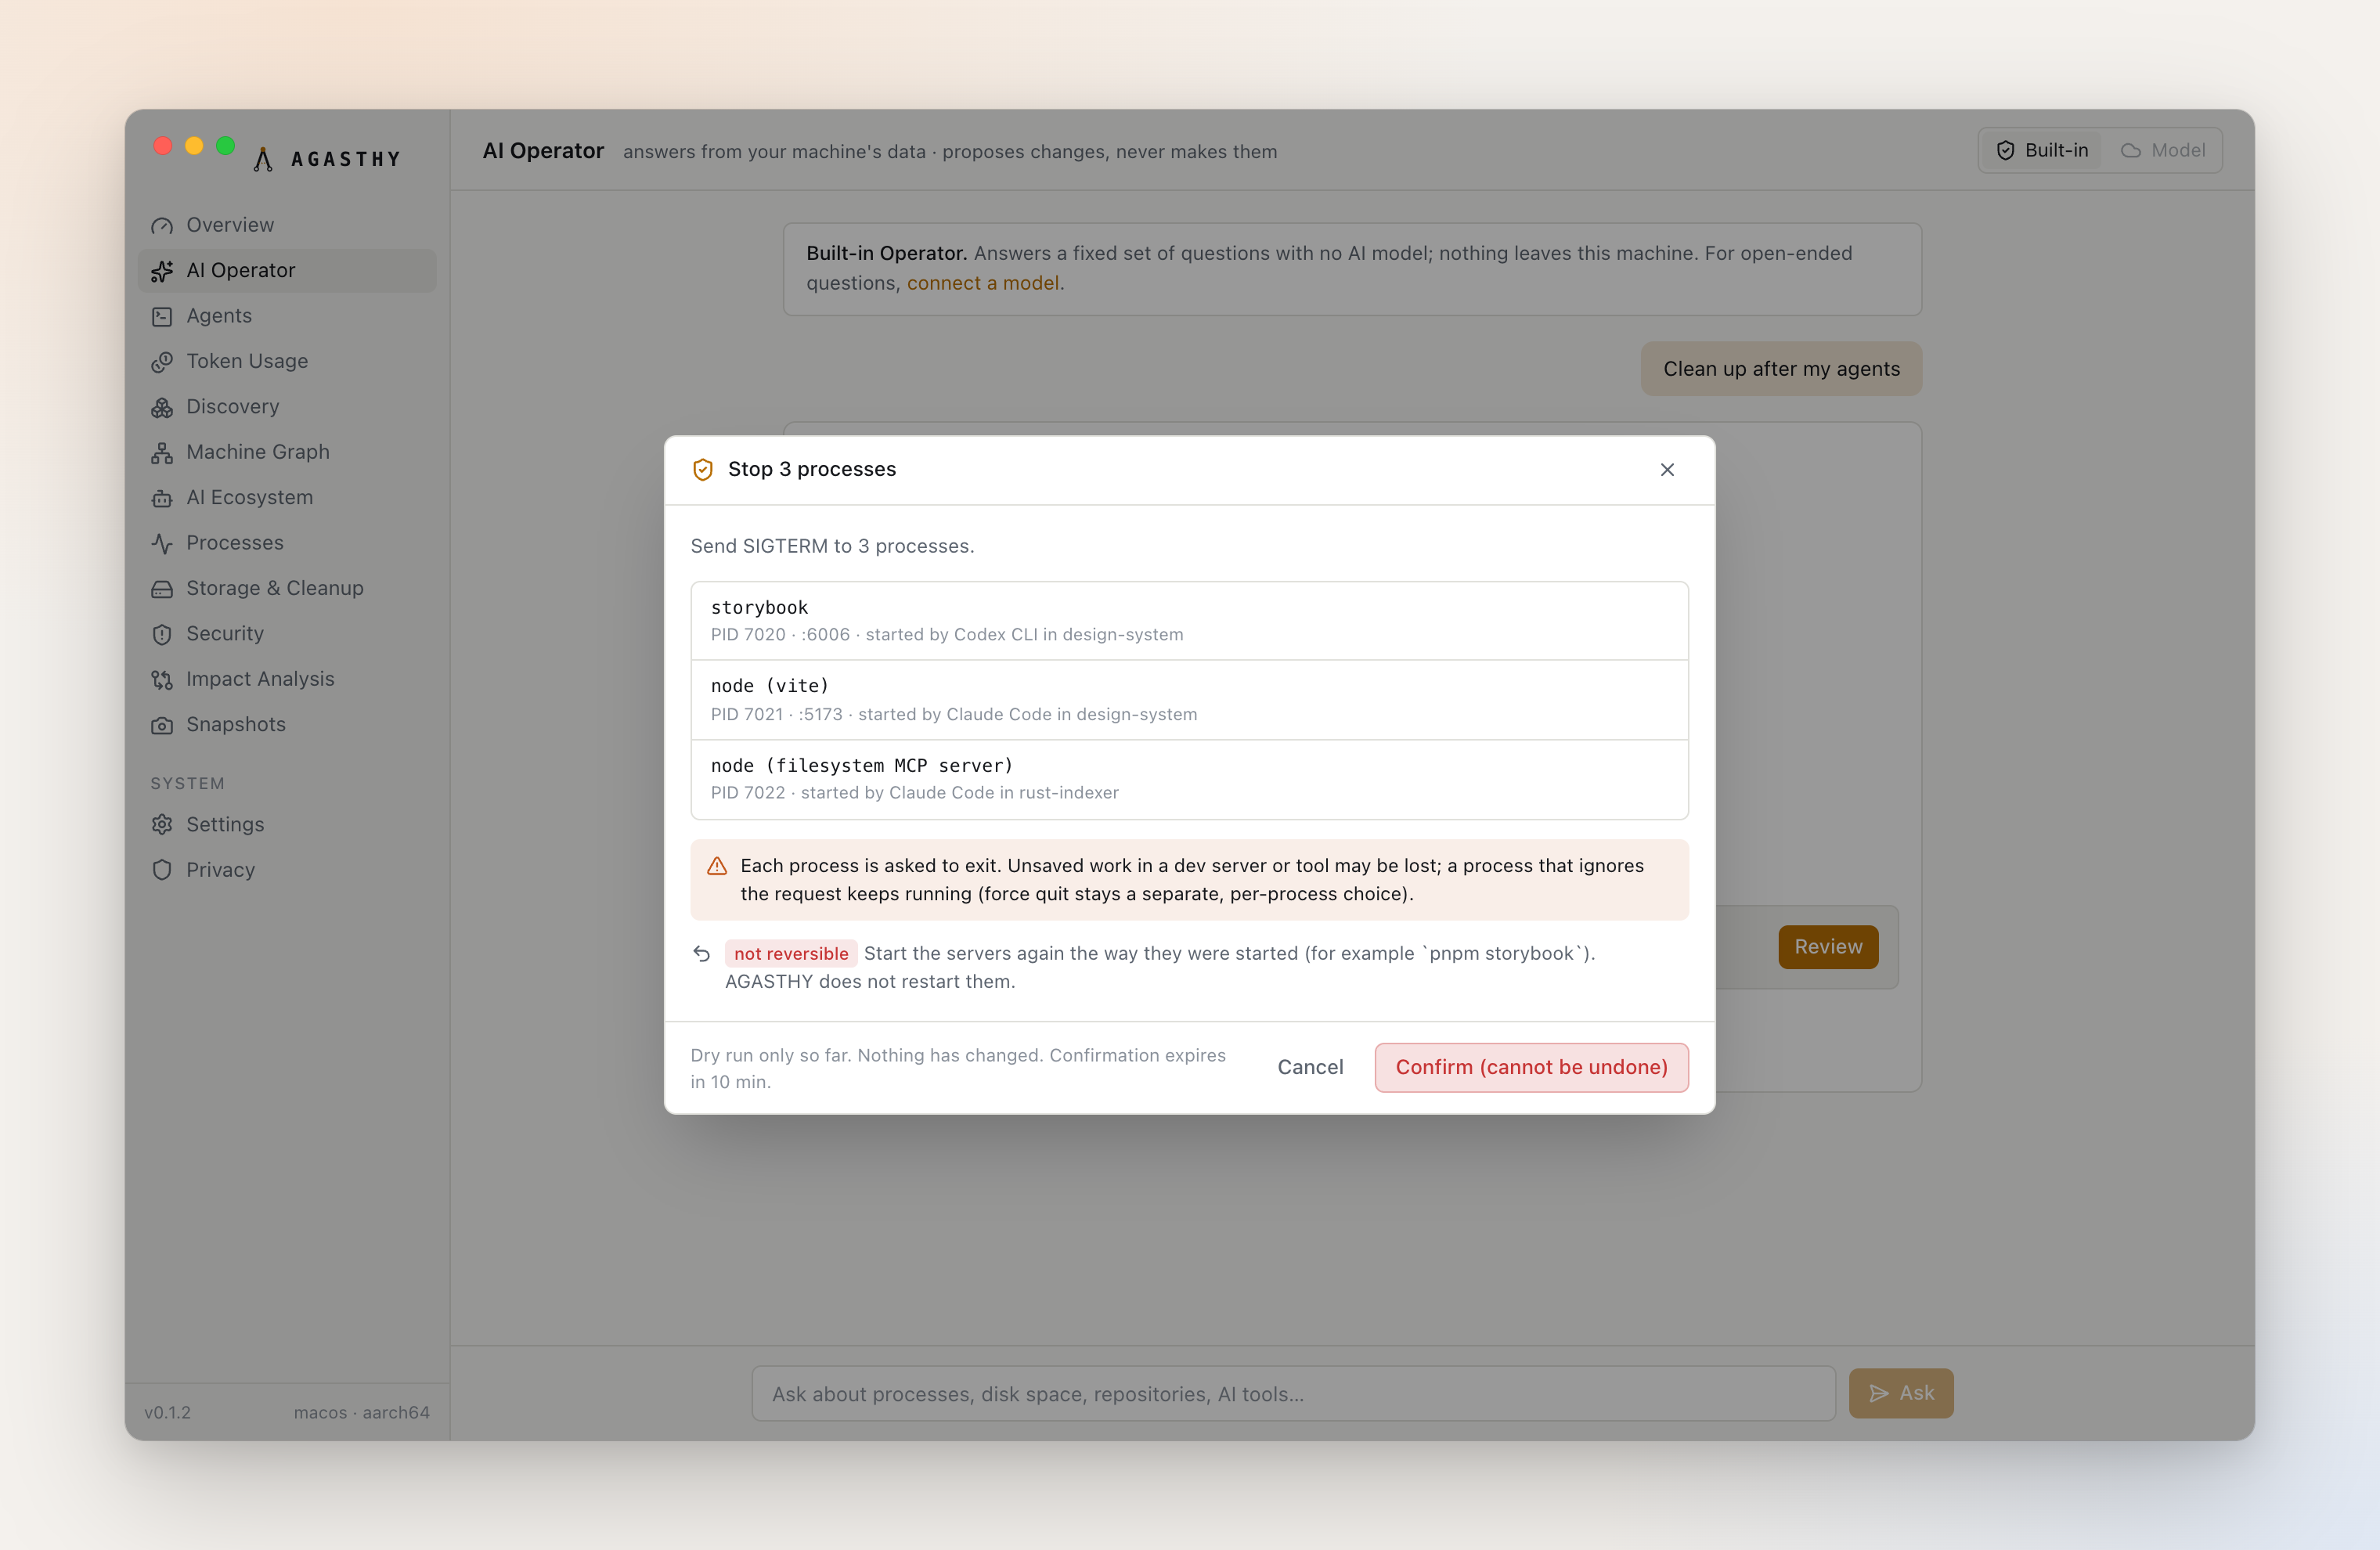 AGASTHY
Overview
AI Operator
Agents
Token Usage
Discovery
Machine Graph
AI Ecosystem
Processes
Storage & Cleanup
Security
Impact Analysis
Snapshots
SYSTEM
Settings
Privacy
v0.1.2
macos · aarch64
AI Operator answers from your machine's data · proposes changes, never makes them
Built-in
Model
Built-in Operator. Answers a fixed set of questions with no AI model; nothing leaves this machine. For open-ended
questions, connect a model.
Clean up after my agents
Stop 3 processes
Send SIGTERM to 3 processes.
storybook
PID 7020 · :6006 · started by Codex CLI in design-system
node (vite)
PID 7021 · :5173 · started by Claude Code in design-system
node (filesystem MCP server)
PID 7022 · started by Claude Code in rust-indexer
Each process is asked to exit. Unsaved work in a dev server or tool may be lost; a process that ignores
the request keeps running (force quit stays a separate, per-process choice).
not reversible Start the servers again the way they were started (for example `pnpm storybook`).
AGASTHY does not restart them.
Dry run only so far. Nothing has changed. Confirmation expires
in 10 min.
Cancel
Confirm (cannot be undone)
Review
Ask about processes, disk space, repositories, AI tools...
Ask